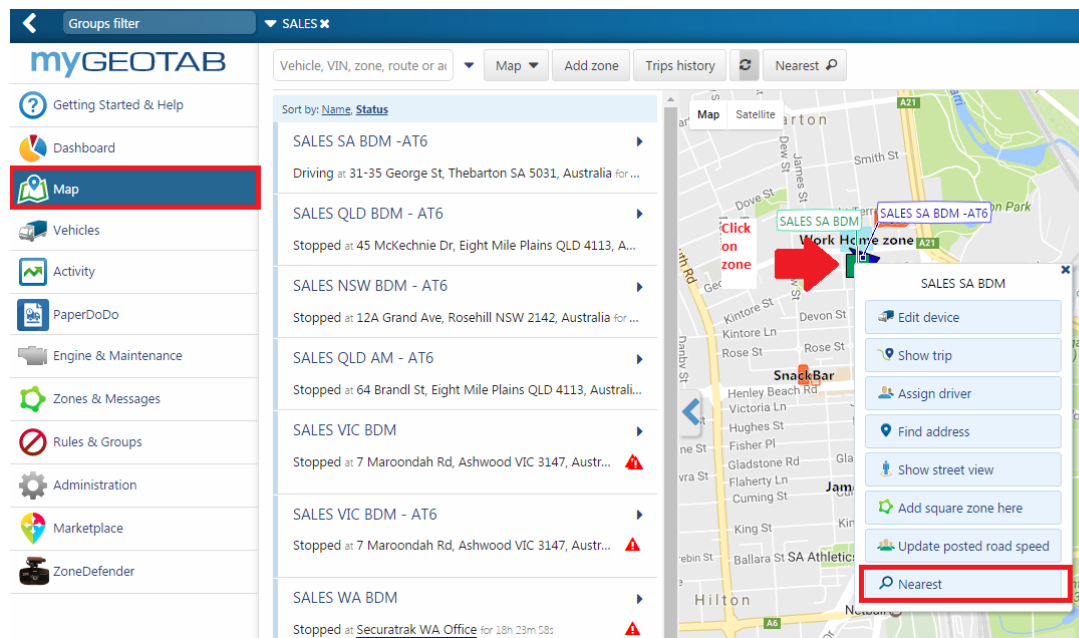 Groups filter
SALES ✖
myGEOTAB
Getting Started & Help
Dashboard
Map
Vehicles
Activity
PaperDoDo
Engine & Maintenance
Zones & Messages
Rules & Groups
Administration
Marketplace
ZoneDefender
Vehicle, VIN, zone, route or
Map
Add zone
Trips history
Nearest
Sort by: Name, Status
SALES SA BDM -AT6
Driving at 31-35 George St, Thebarton SA 5031, Australia for ...
SALES QLD BDM - AT6
Stopped at 45 McKechnie Dr, Eight Mile Plains QLD 4113, A...
SALES NSW BDM - AT6
Stopped at 12A Grand Ave, Rosehill NSW 2142, Australia for ...
SALES QLD AM - AT6
Stopped at 64 Brandl St, Eight Mile Plains QLD 4113, Australi...
SALES VIC BDM
Stopped at 7 Maroondah Rd, Ashwood VIC 3147, Austr...
SALES VIC BDM - AT6
Stopped at 7 Maroondah Rd, Ashwood VIC 3147, Austr...
SALES WA BDM
Stopped at Securatrak WA Office for 18h 23m 58s
Map
Satellite
A21
Smith St
Dew St
James St
Dove St
SALES SA BDM
SALES SA BDM -AT6
Work Home zone
A21
Click
on
zone
Kintore St
Devon St
Kintore Ln
Rose St
Rose St
Danby St
SnackBar
Henley Beach Rd
Victoria Ln
Hughes St
Fisher Pl
Gladstone Rd
Flaherty Ln
Cuming St
King St
Ballara St
SA Athletic
Hilton
A6
SALES SA BDM
Edit device
Show trip
Assign driver
Find address
Show street view
Add square zone here
Update posted road speed
Nearest